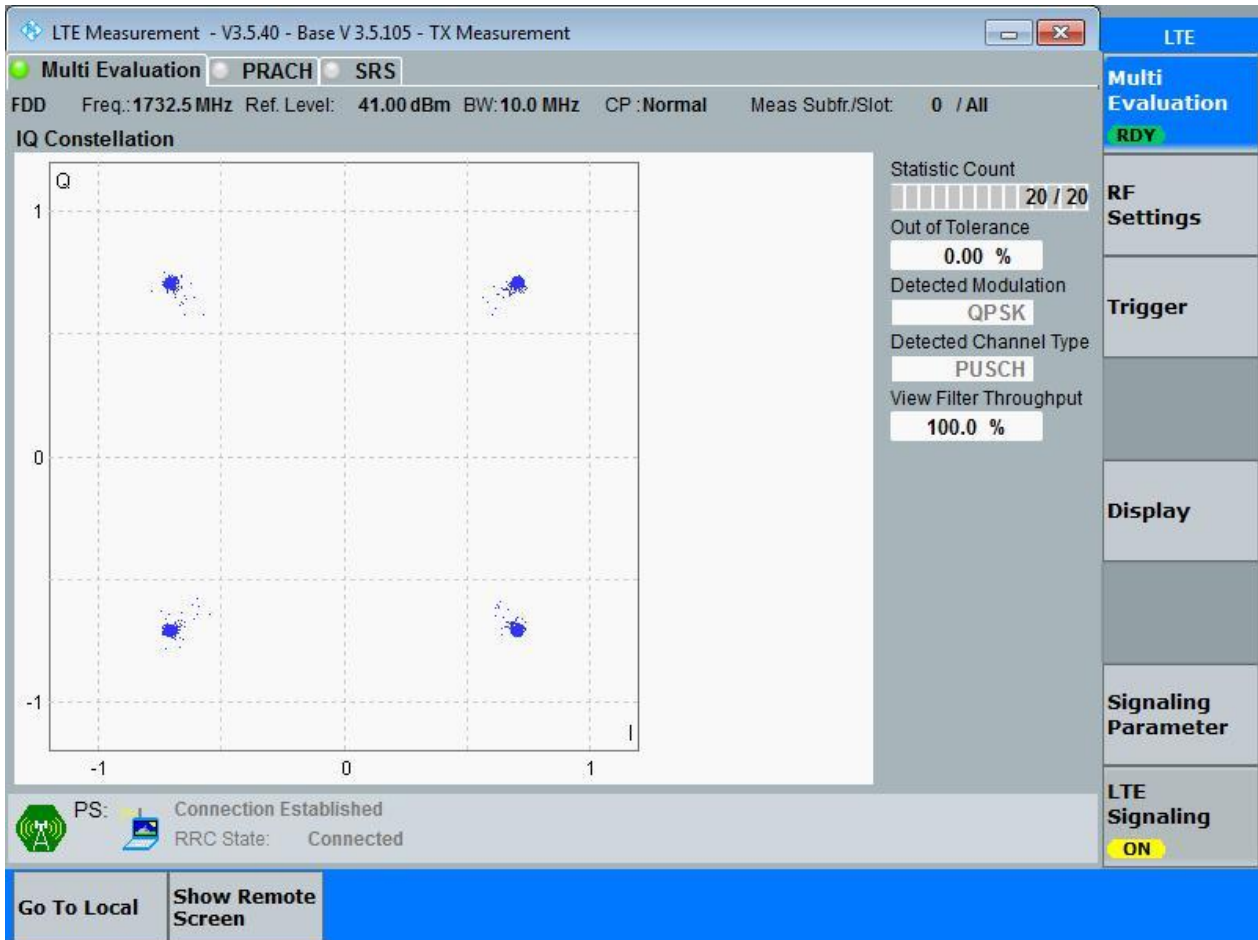 LTE Measurement - V3.5.40 - Base V 3.5.105 - TX Measurement
LTE
Multi Evaluation PRACH SRS
Multi
Evaluation
RDY
FDD Freq.:1732.5 MHz Ref. Level: 41.00 dBm BW:10.0 MHz CP :Normal Meas Subfr./Slot: 0 / All
IQ Constellation
Q
1
0
-1
-1 0 1
I
Statistic Count
20 / 20
Out of Tolerance
0.00 %
Detected Modulation
QPSK
Detected Channel Type
PUSCH
View Filter Throughput
100.0 %
RF
Settings
Trigger
Display
Signaling
Parameter
LTE
Signaling
ON
PS: Connection Established
RRC State: Connected
Go To Local
Show Remote
Screen